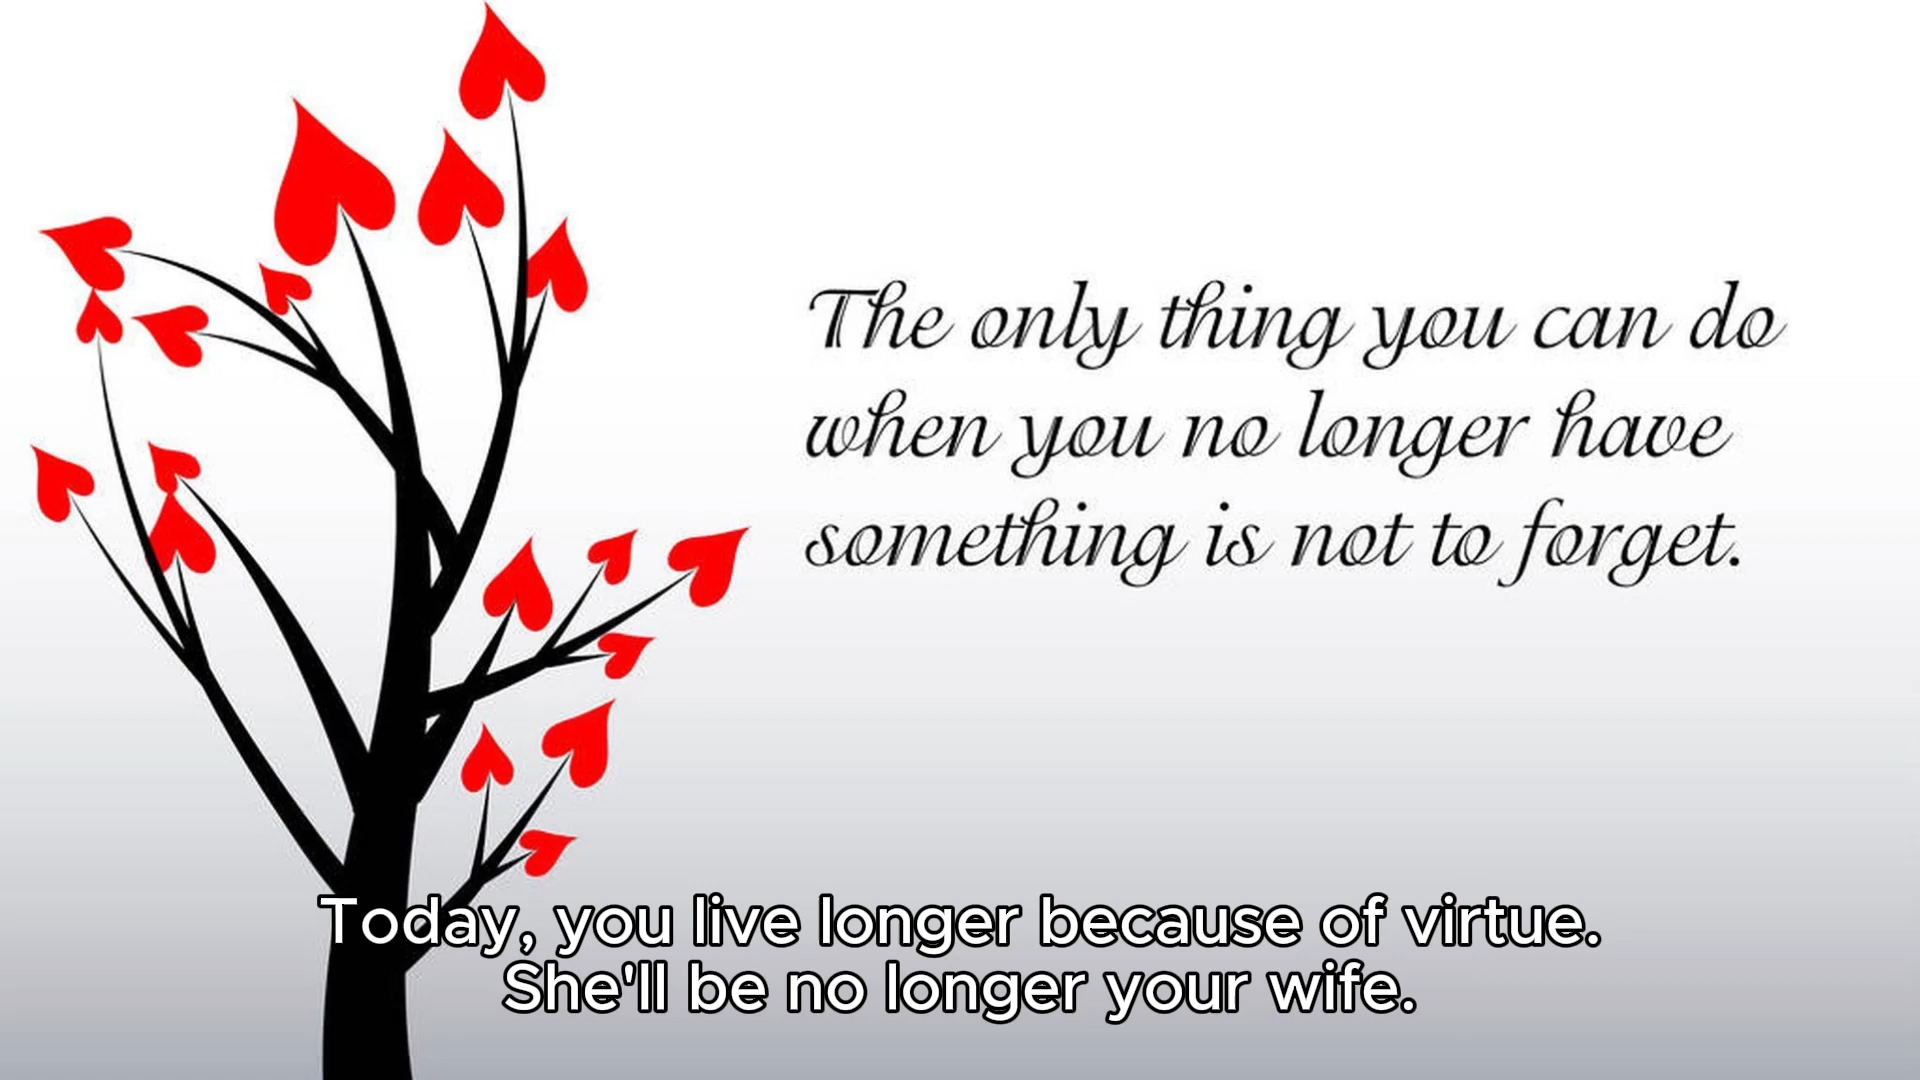 The only thing you can do
when you no longer have
something is not to forget.
Today, you live longer because of virtue.
She'll be no longer your wife.